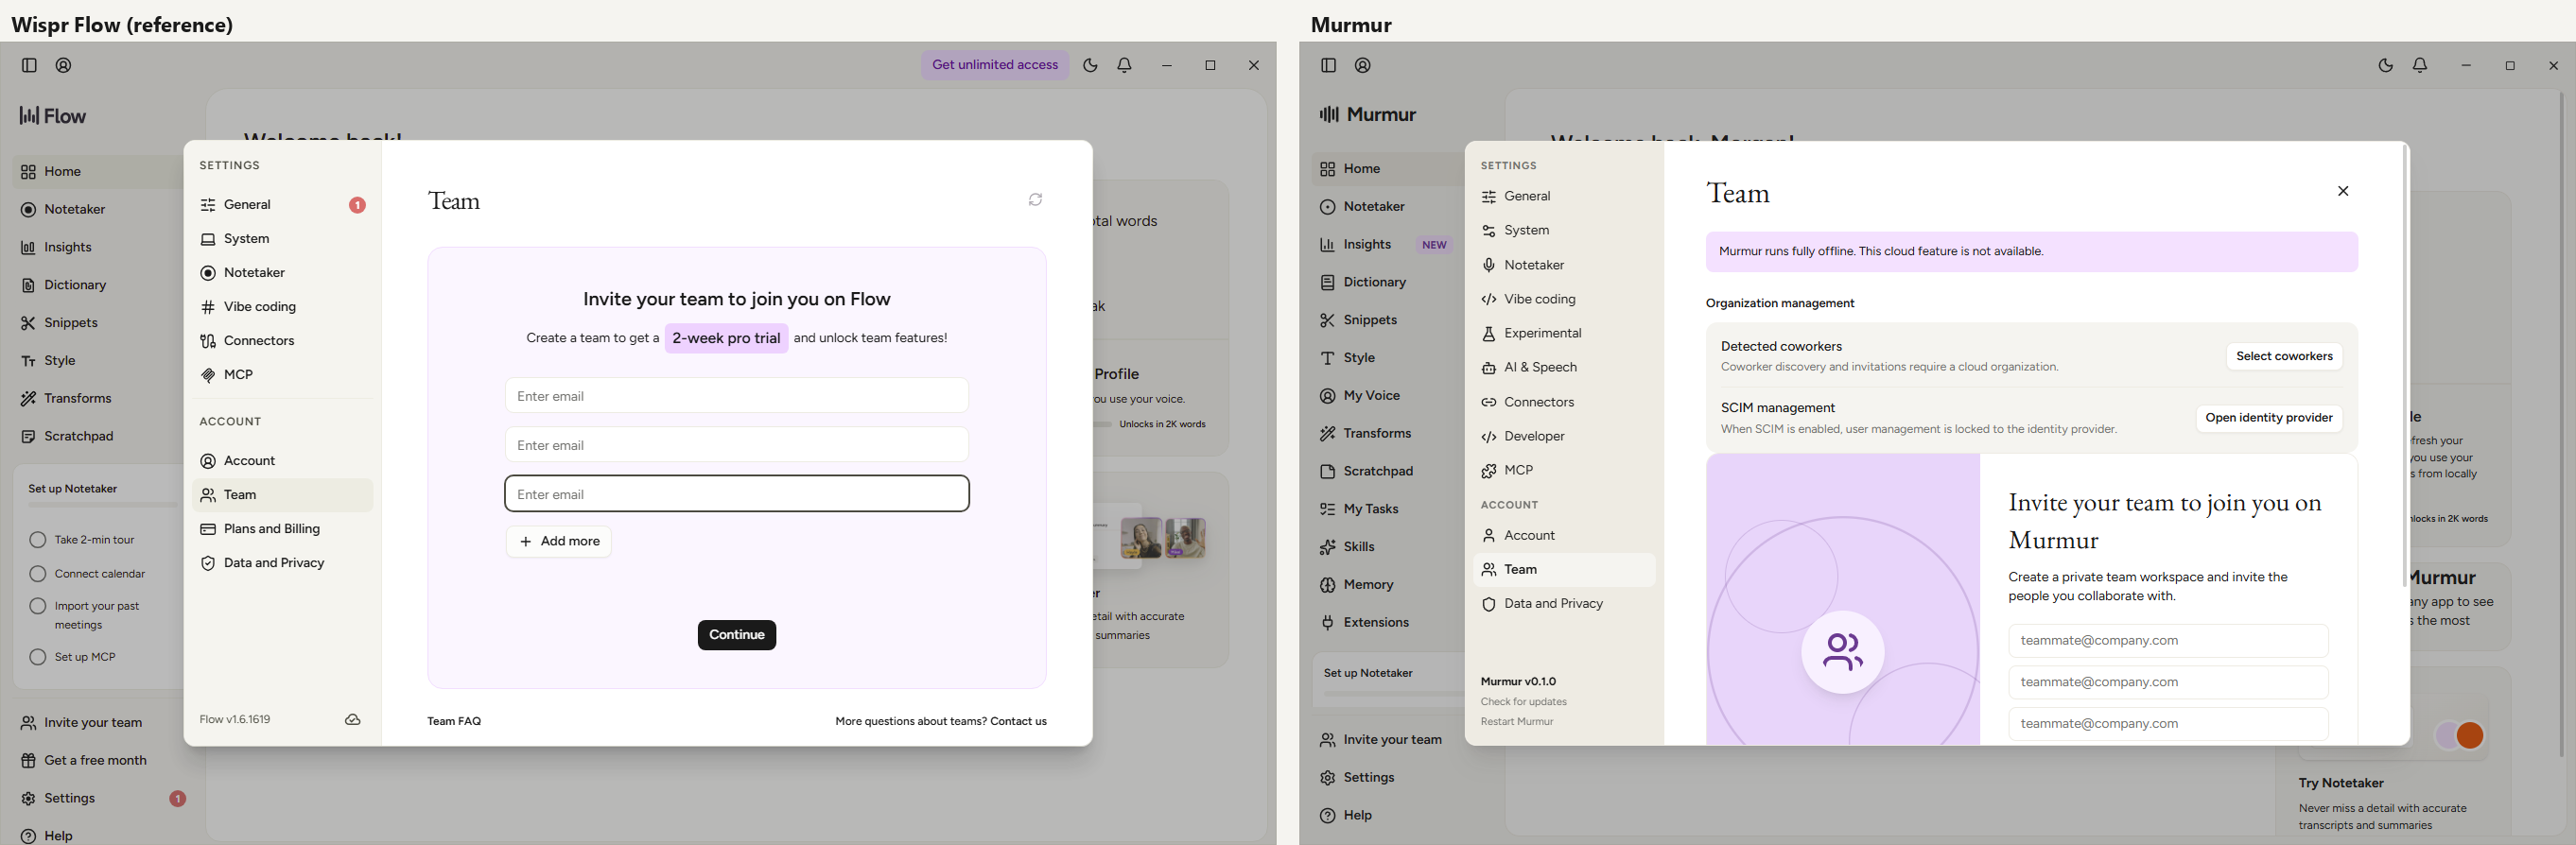 Wispr Flow (reference)
Get unlimited access
Flow
Home
Notetaker
Insights
Dictionary
Snippets
Style
Transforms
Scratchpad
Set up Notetaker
Take 2-min tour
Connect calendar
Import your past
meetings
Set up MCP
Invite your team
Get a free month
Settings
1
Help
SETTINGS
General
1
System
Notetaker
Vibe coding
Connectors
MCP
ACCOUNT
Account
Team
Plans and Billing
Data and Privacy
Flow v1.6.1619
Team
Invite your team to join you on Flow
Create a team to get a 2-week pro trial and unlock team features!
Enter email
Enter email
Enter email
Add more
Continue
Team FAQ
More questions about teams? Contact us
words
Profile
you use your voice.
Unlocks in 2K words
detail with accurate
summaries
Murmur
Murmur
Home
Notetaker
Insights NEW
Dictionary
Snippets
Style
My Voice
Transforms
Scratchpad
My Tasks
Skills
Memory
Extensions
Set up Notetaker
Invite your team
Settings
Help
SETTINGS
General
System
Notetaker
Vibe coding
Experimental
AI & Speech
Connectors
Developer
MCP
ACCOUNT
Account
Team
Data and Privacy
Murmur v0.1.0
Check for updates
Restart Murmur
Team
Murmur runs fully offline. This cloud feature is not available.
Organization management
Detected coworkers
Coworker discovery and invitations require a cloud organization.
Select coworkers
SCIM management
When SCIM is enabled, user management is locked to the identity provider.
Open identity provider
Invite your team to join you on
Murmur
Create a private team workspace and invite the
people you collaborate with.
teammate@company.com
teammate@company.com
teammate@company.com
refresh your
you use your
s from locally
in 2K words
Murmur
any app to see
s the most
Try Notetaker
Never miss a detail with accurate
transcripts and summaries